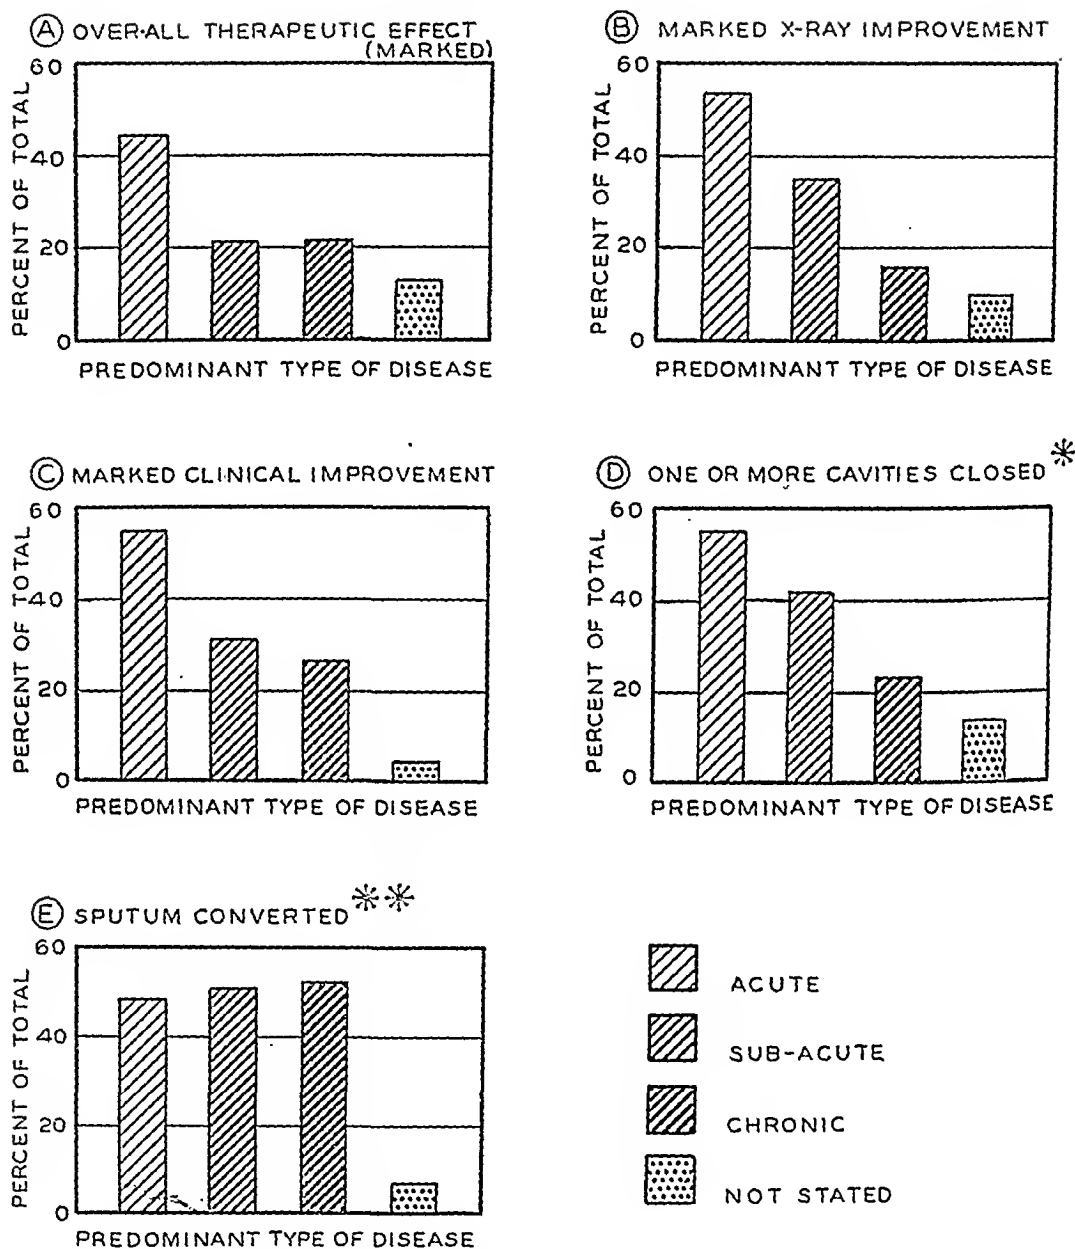 Ⓐ OVER-ALL THERAPEUTIC EFFECT
(MARKED)
60
40
20
0
PERCENT OF TOTAL
PREDOMINANT TYPE OF DISEASE
Ⓑ MARKED X-RAY IMPROVEMENT
60
40
20
0
PERCENT OF TOTAL
PREDOMINANT TYPE OF DISEASE
Ⓒ MARKED CLINICAL IMPROVEMENT
60
40
20
0
PERCENT OF TOTAL
PREDOMINANT TYPE OF DISEASE
Ⓓ ONE OR MORE CAVITIES CLOSED*
60
40
20
0
PERCENT OF TOTAL
PREDOMINANT TYPE OF DISEASE
Ⓔ SPUTUM CONVERTED**
60
40
20
0
PERCENT OF TOTAL
PREDOMINANT TYPE OF DISEASE
ACUTE
SUB-ACUTE
CHRONIC
NOT STATED